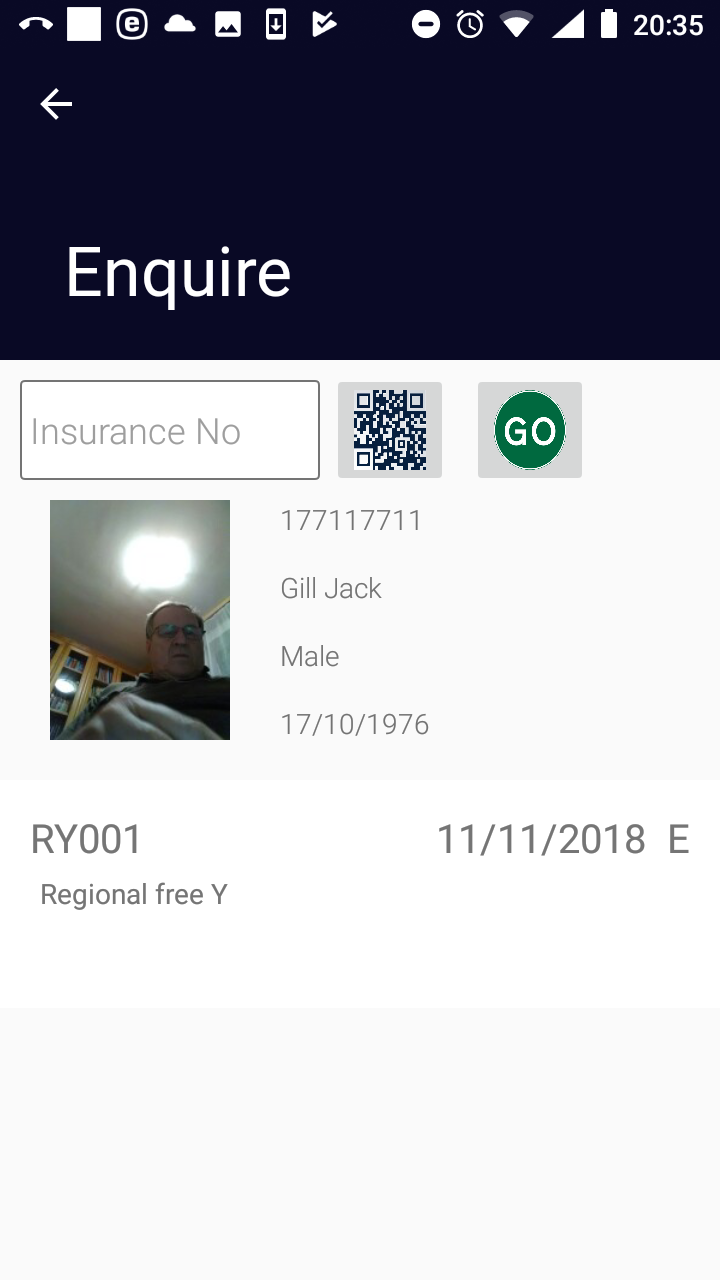 20:35
Enquire
Insurance No
GO
177117711
Gill Jack
Male
17/10/1976
RY001 11/11/2018 E
Regional free Y